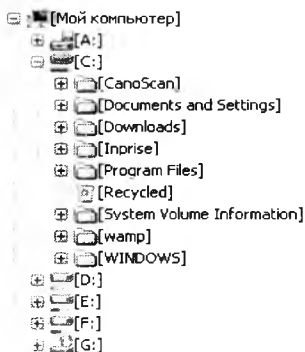 [Мой компьютер]
[A:]
[C:]
[CanoScan]
[Documents and Settings]
[Downloads]
[Inprise]
[Program Files]
[Recycled]
[System Volume Information]
[wamp]
[WINDOWS]
[D:]
[E:]
[F:]
[G:]